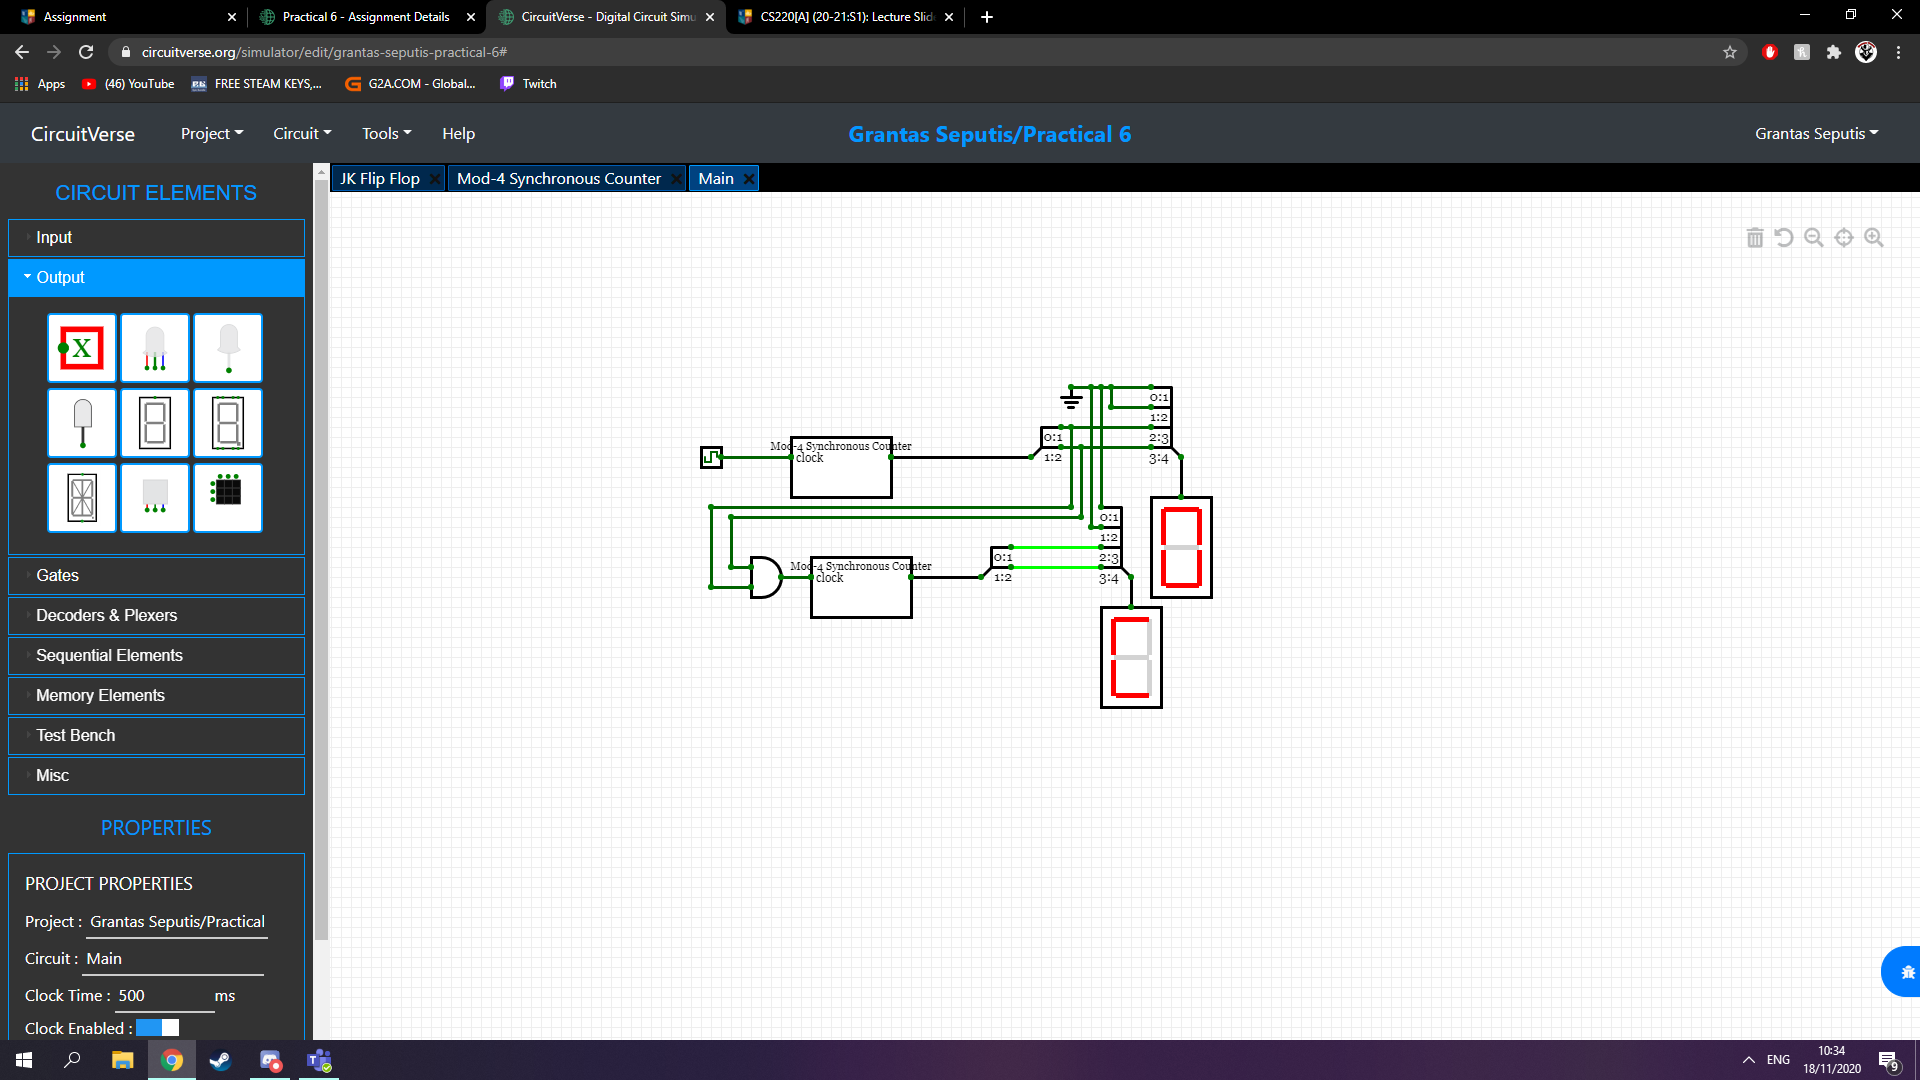 Assignment
Practical 6 - Assignment Details
CircuitVerse - Digital Circuit Simu
CS220[A] (20-21:S1): Lecture Slid
circuitverse.org/simulator/edit/grantas-seputis-practical-6#
Apps
(46) YouTube
FREE STEAM KEYS,...
G2A.COM - Global...
Twitch
CircuitVerse
Project
Circuit
Tools
Help
Grantas Seputis/Practical 6
Grantas Seputis
JK Flip Flop
Mod-4 Synchronous Counter
Main
CIRCUIT ELEMENTS
Input
Output
X
Gates
Decoders & Plexers
Sequential Elements
Memory Elements
Test Bench
Misc
PROPERTIES
PROJECT PROPERTIES
Project : Grantas Seputis/Practical
Circuit : Main
Clock Time : 500 ms
Clock Enabled :
0:1
1:2
2:3
3:4
0:1
1:2
Mod-4 Synchronous Counter
clock
0:1
1:2
2:3
3:4
0:1
1:2
Mod-4 Synchronous Counter
clock
0
C
ENG
10:34
18/11/2020
9